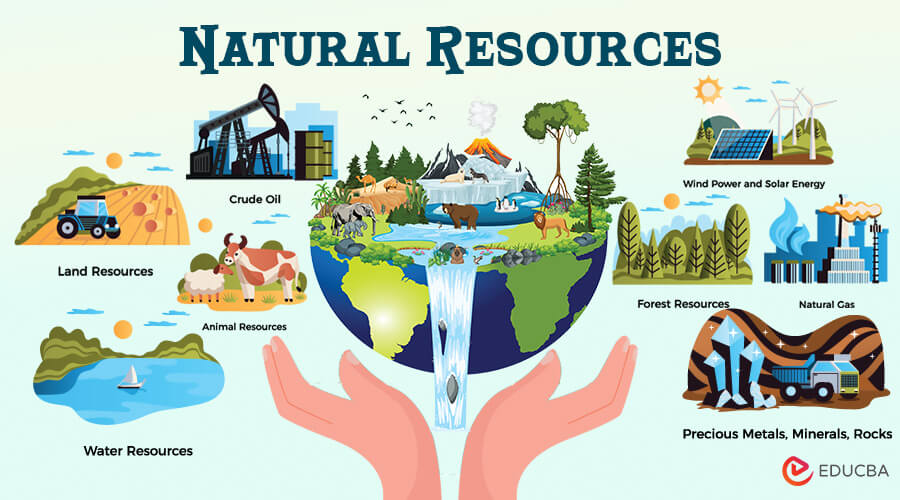 NATURAL RESOURCES
Crude Oil
Land Resources
Animal Resources
Water Resources
Wind Power and Solar Energy
Forest Resources
Natural Gas
Precious Metals, Minerals, Rocks
EDUCBA